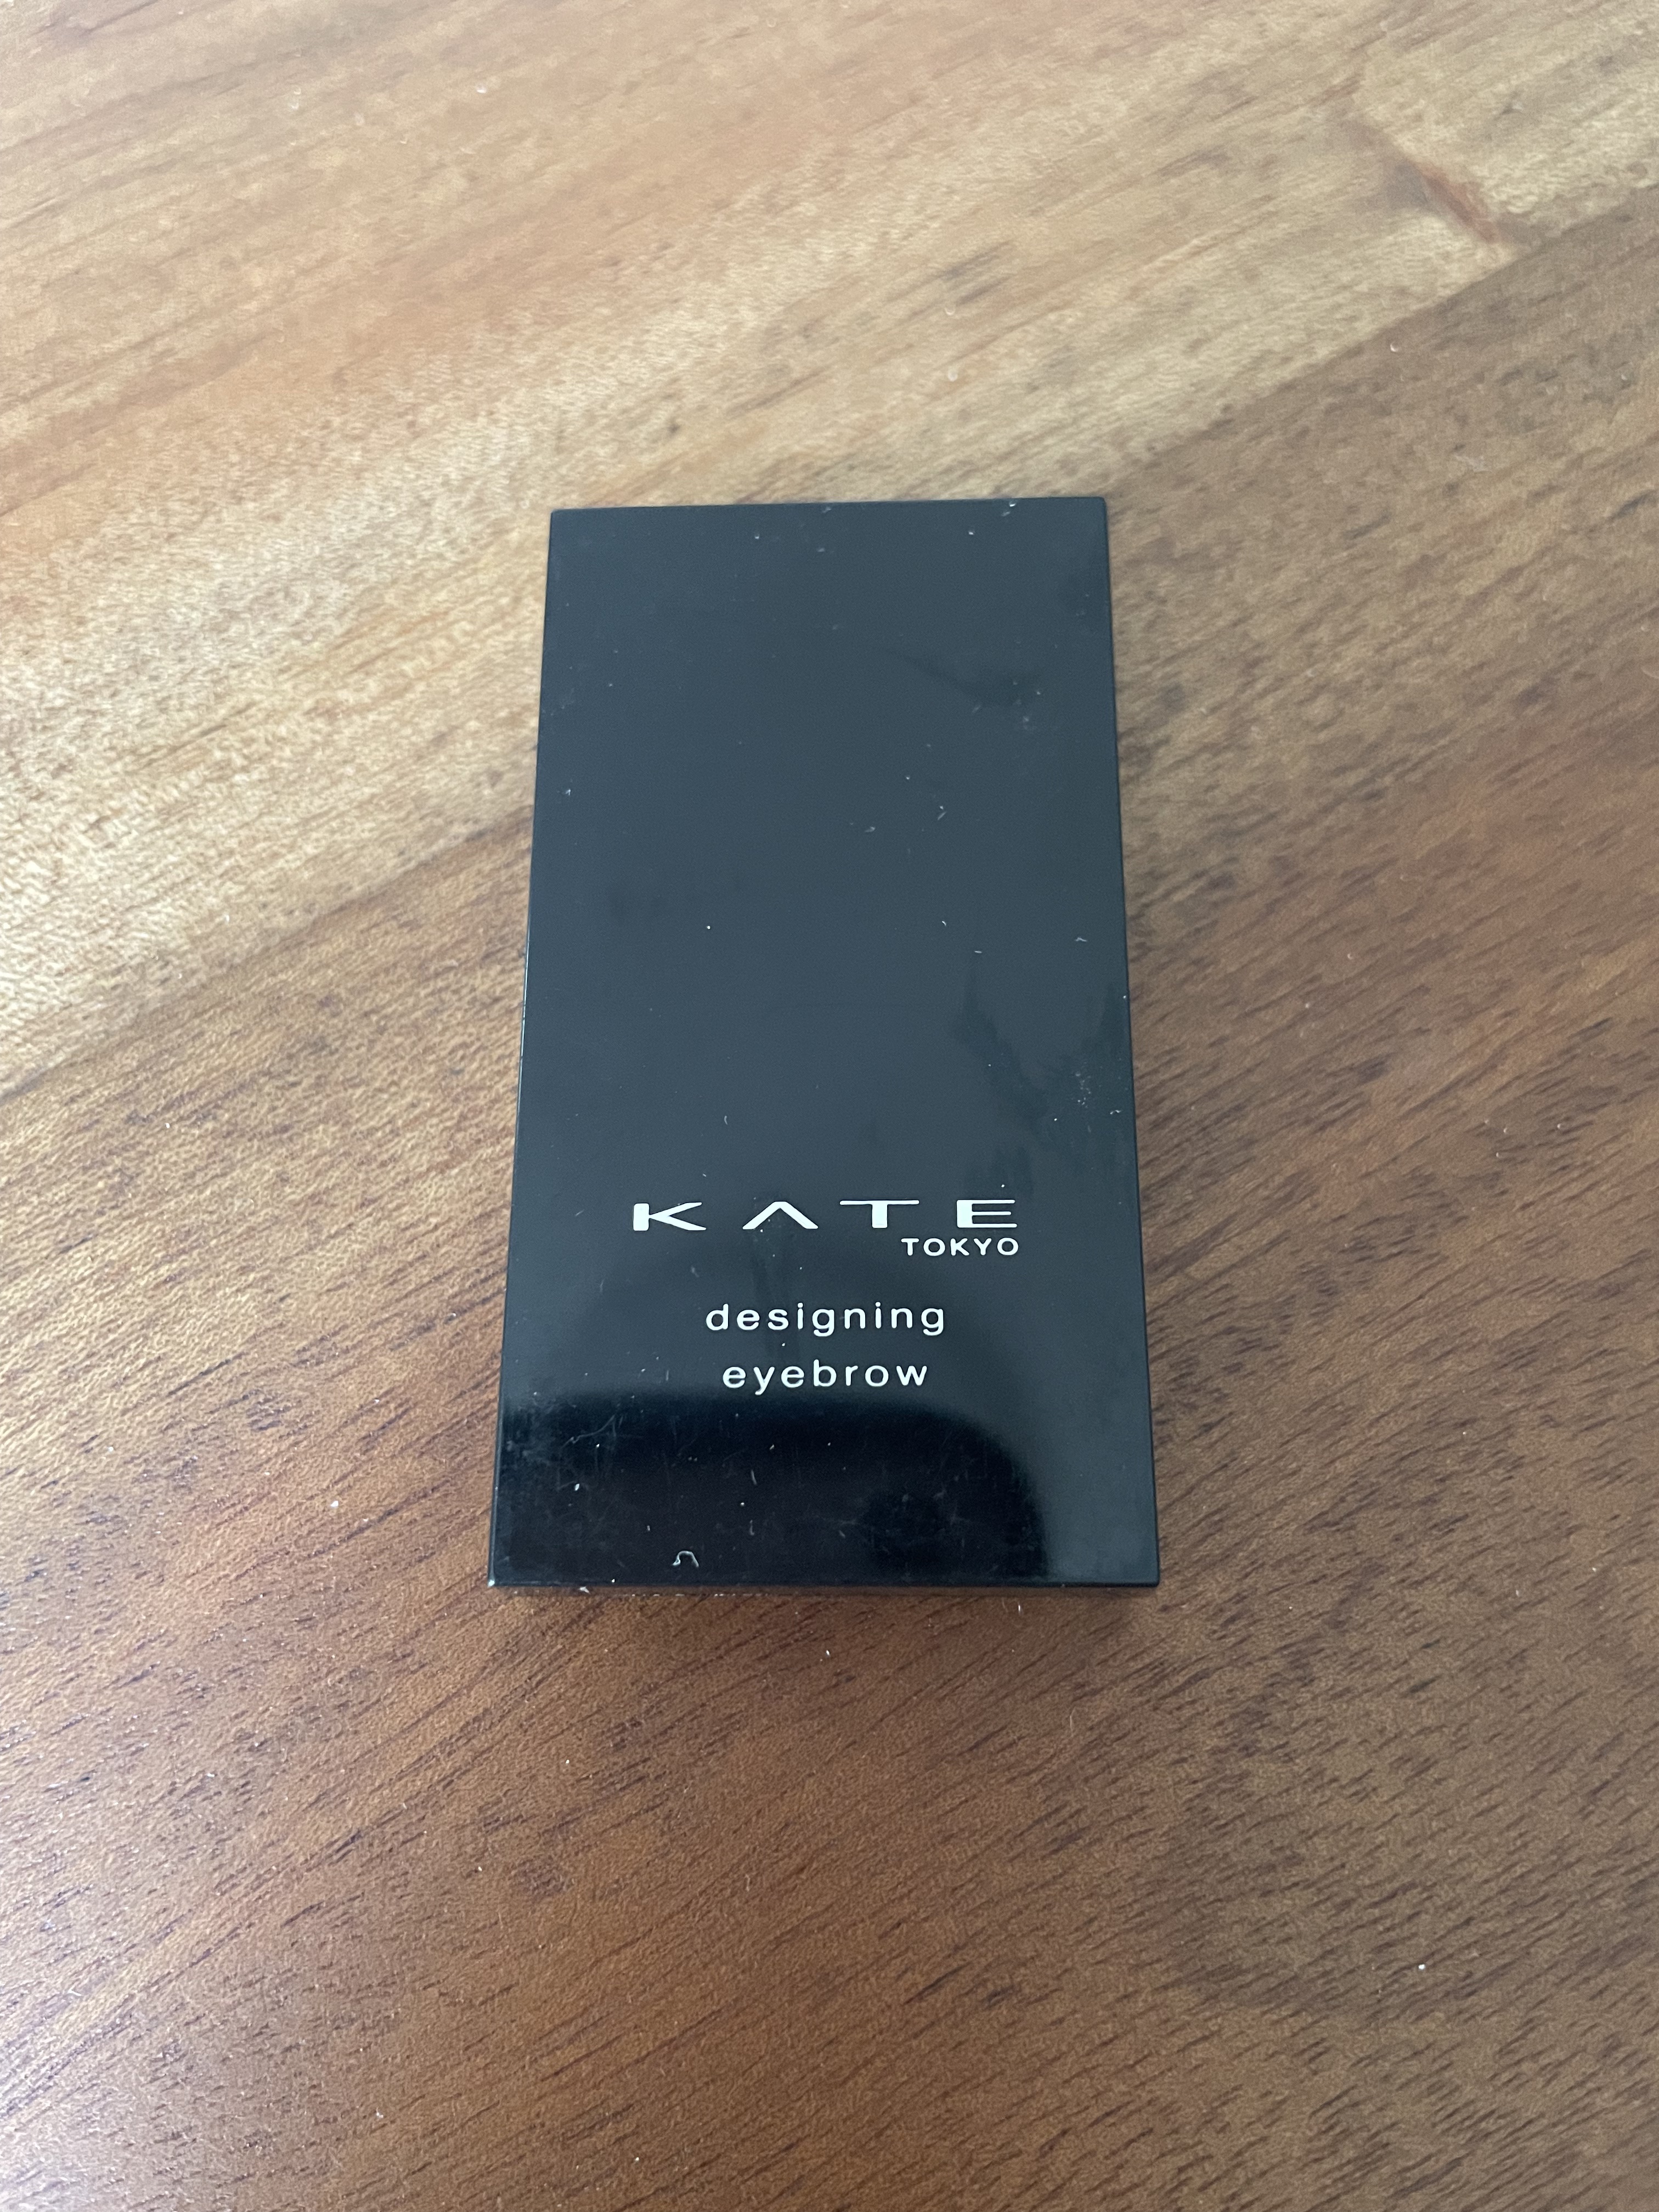 KATE
TOKYO
designing
eyebrow